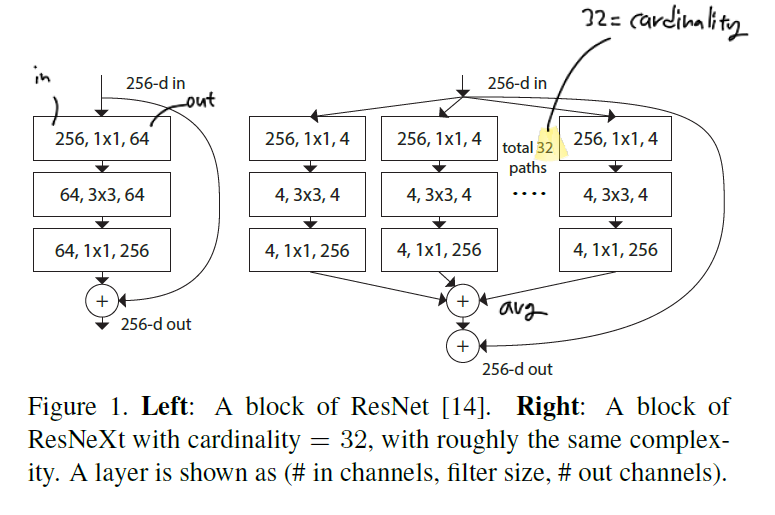 32= cardinality
in
256-d in
out
256, 1x1, 64
64, 3x3, 64
64, 1x1, 256
+
256-d out
256-d in
256, 1x1, 4
256, 1x1, 4
total 32
paths
....
256, 1x1, 4
4, 3x3, 4
4, 3x3, 4
4, 3x3, 4
4, 1x1, 256
4, 1x1, 256
4, 1x1, 256
+
avg
+
256-d out
Figure 1. Left: A block of ResNet [14]. Right: A block of
ResNeXt with cardinality = 32, with roughly the same complex-
ity. A layer is shown as (# in channels, filter size, # out channels).